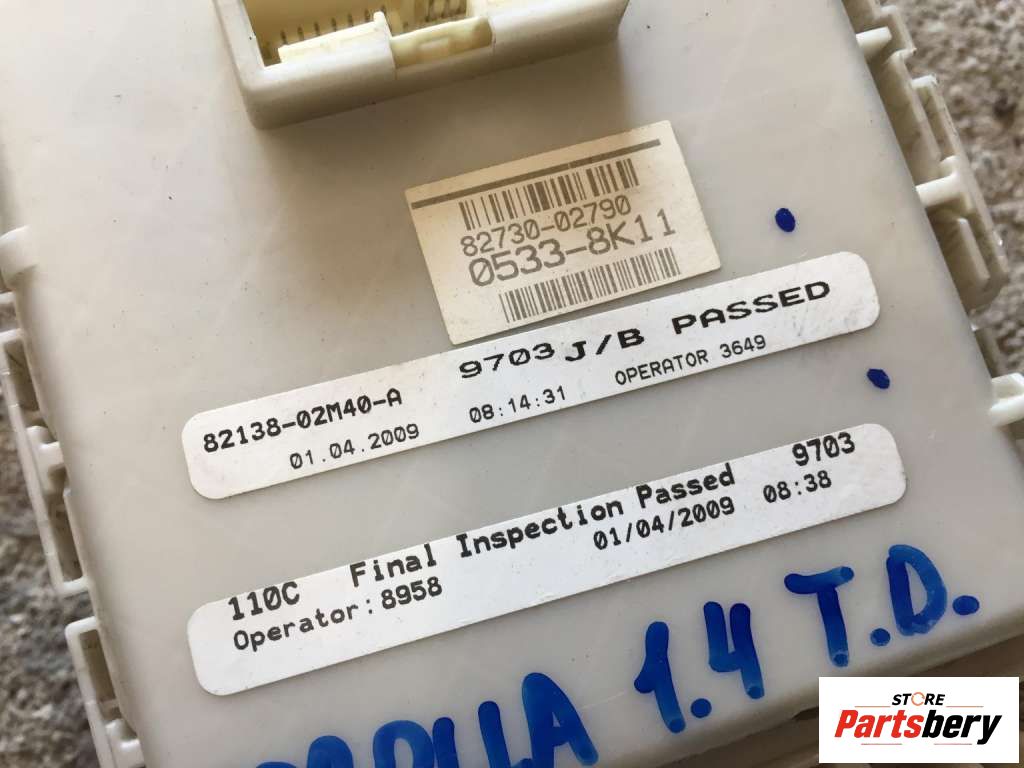 82730-02790
0533-8K11
9703 J/B PASSED
82138-02M40-A
01.04.2009 08:14:31 OPERATOR 3649
110C Final Inspection Passed 9703
Operator:8958 01/04/2009 08:38
1.4 T.D.
STORE
Partsbery